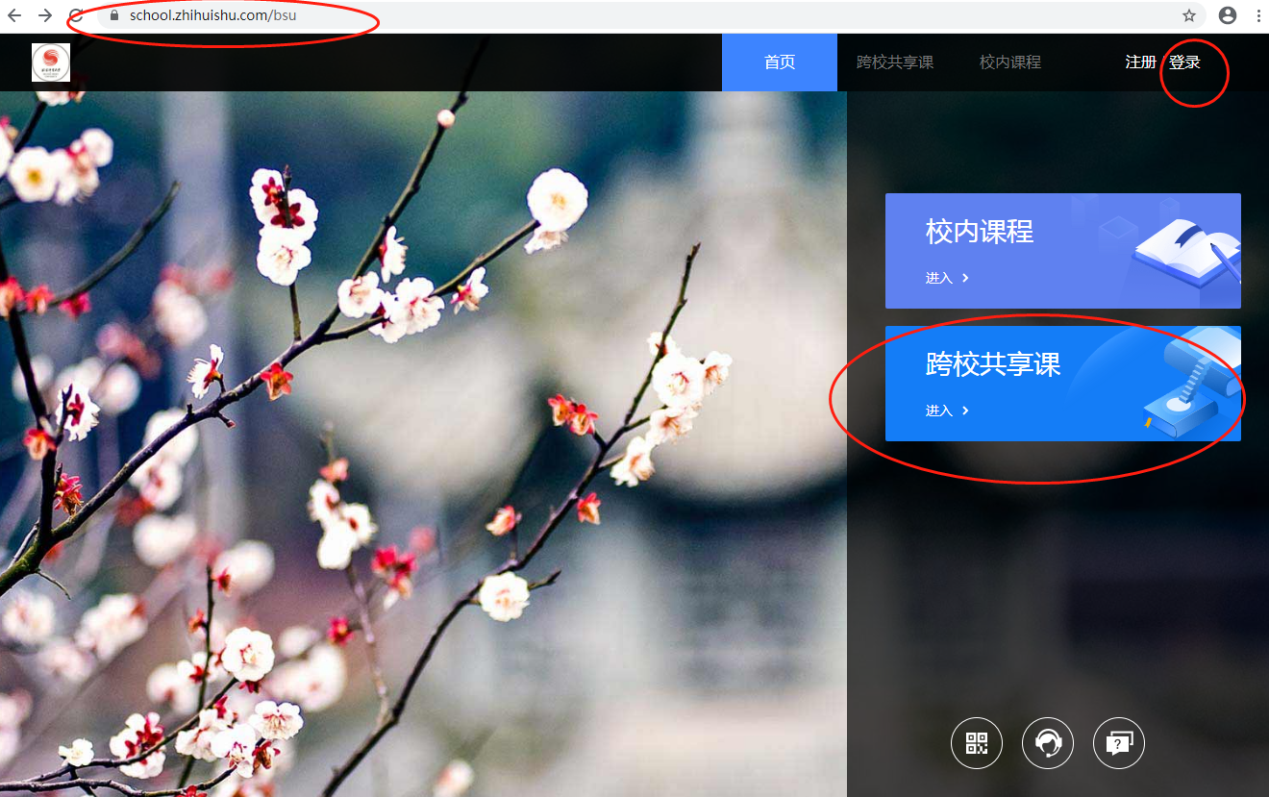 school.zhihuishu.com/bsu
首页
跨校共享课
校内课程
注册
登录
校内课程
进入
跨校共享课
进入